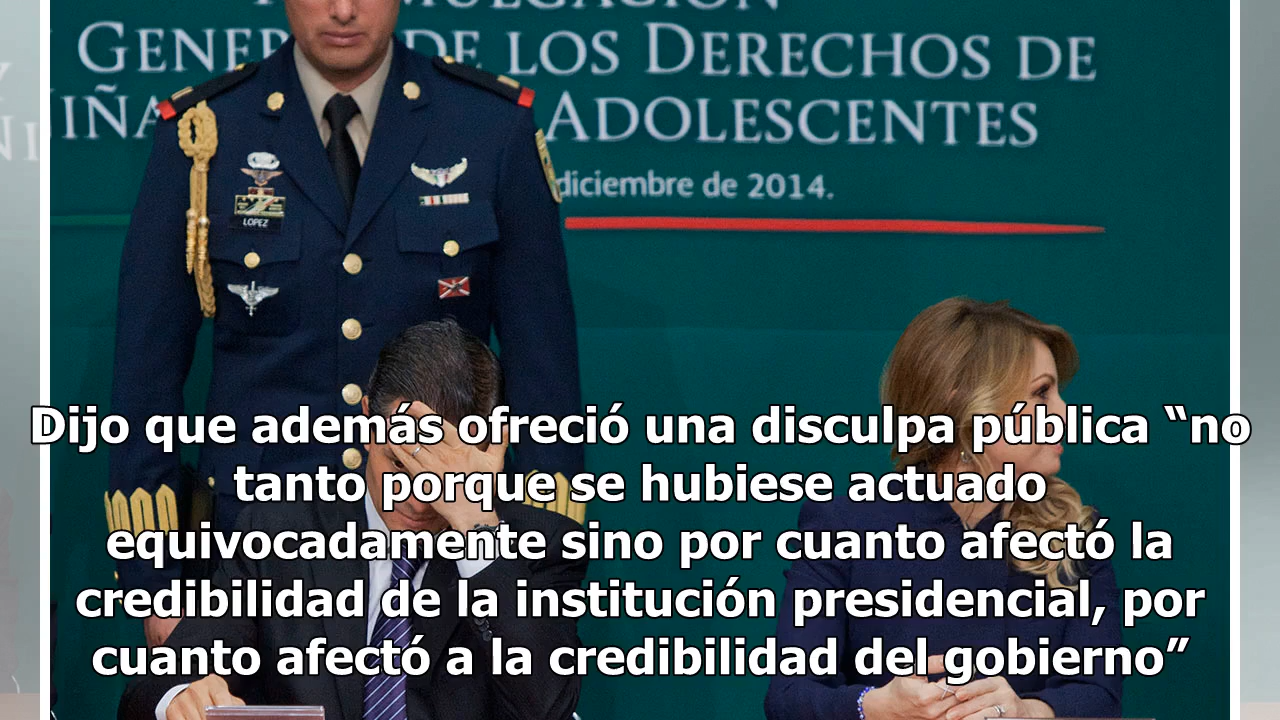 DE LOS DERECHOS DE
ADOLESCENTES
diciembre de 2014.
LOPEZ
Dijo que además ofreció una disculpa pública “no
tanto porque se hubiese actuado
equivocadamente sino por cuanto afectó la
credibilidad de la institución presidencial, por
cuanto afectó a la credibilidad del gobierno”